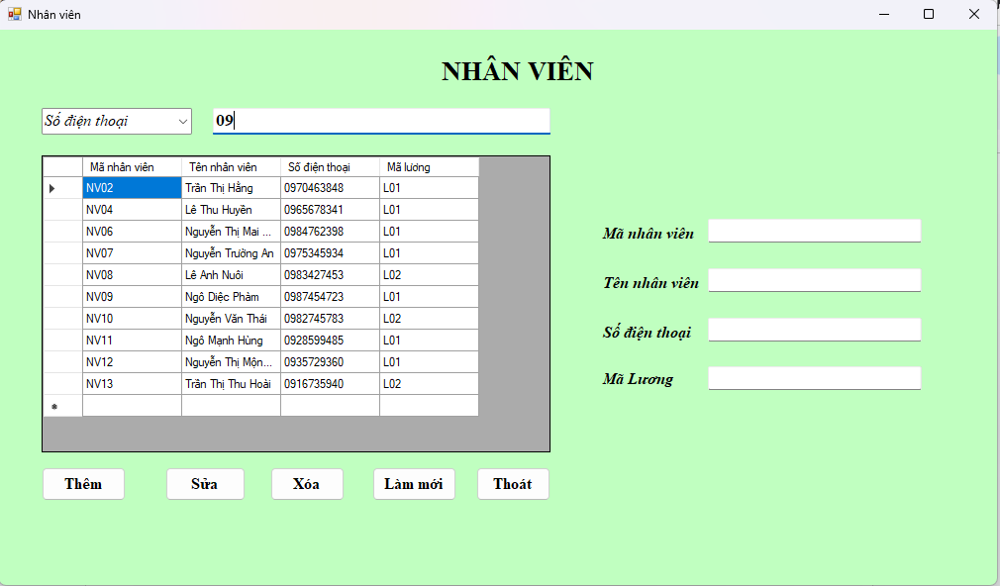 Nhân viên
NHÂN VIÊN
Số điện thoại 09
Mã nhân viên Tên nhân viên Số điện thoại Mã lương
NV02 Trần Thị Hằng 0970463848 L01
NV04 Lê Thu Huyền 0965678341 L01
NV06 Nguyễn Thị Mai ... 0984762398 L01
NV07 Nguyễn Trường An 0975345934 L01
NV08 Lê Anh Nuôi 0983427453 L02
NV09 Ngô Diệc Phàm 0987454723 L01
NV10 Nguyễn Văn Thái 0982745783 L02
NV11 Ngô Mạnh Hùng 0928599485 L01
NV12 Nguyễn Thị Mộn... 0935729360 L01
NV13 Trần Thị Thu Hoài 0916735940 L02
Mã nhân viên
Tên nhân viên
Số điện thoại
Mã Lương
Thêm Sửa Xóa Làm mới Thoát